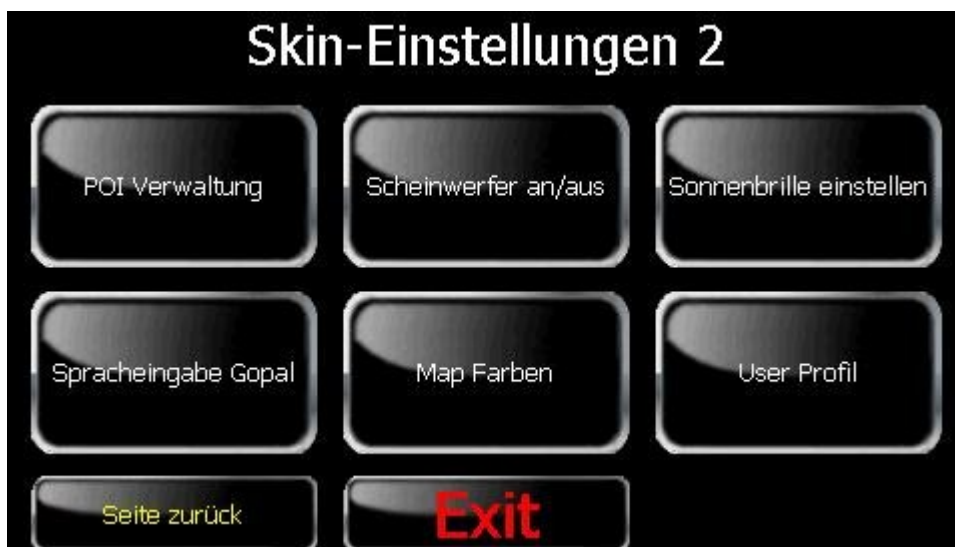 Skin-Einstellungen 2
POI Verwaltung
Scheinwerfer an/aus
Sonnenbrille einstellen
Spracheingabe Gopal
Map Farben
User Profil
Seite zurück
Exit